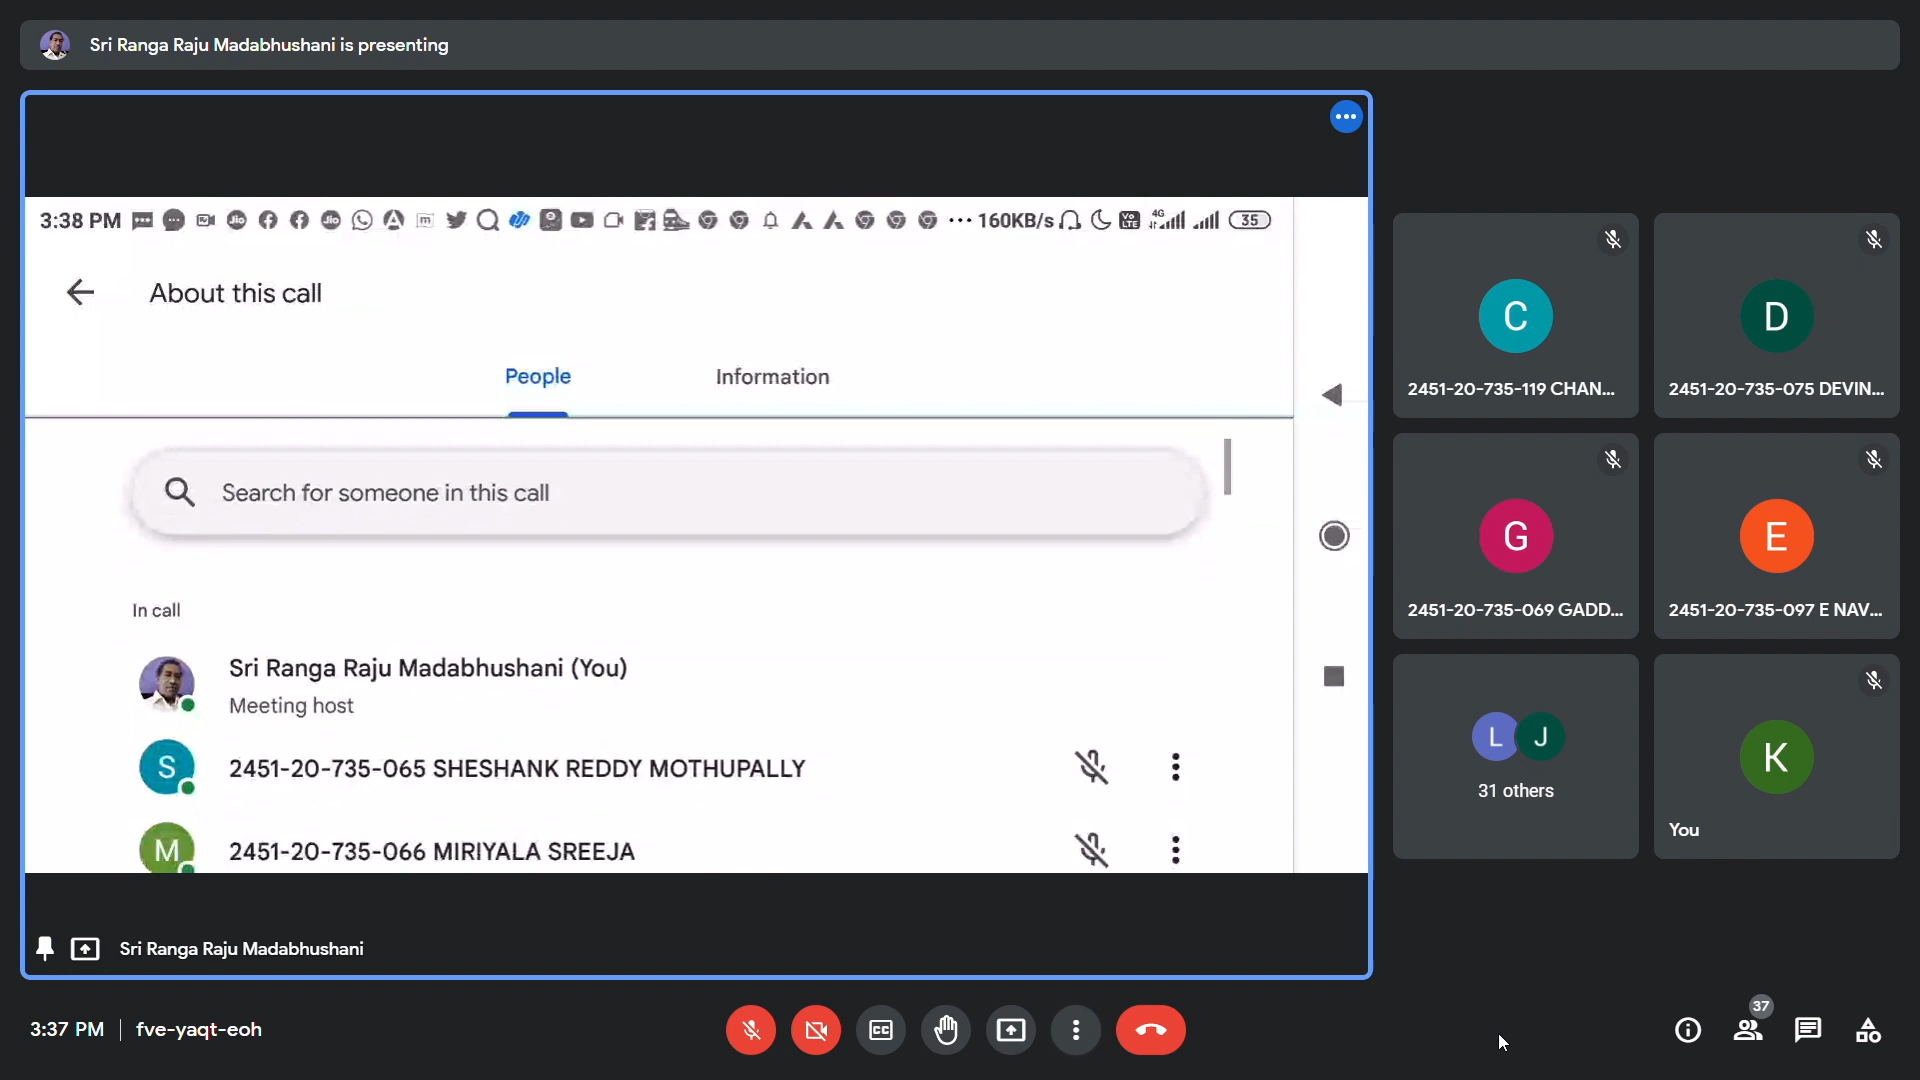 Sri Ranga Raju Madabhushani is presenting
3:38 PM 160KB/s Vo LTE 4G 35
About this call
People Information
Search for someone in this call
In call
Sri Ranga Raju Madabhushani (You)
Meeting host
S 2451-20-735-065 SHESHANK REDDY MOTHUPALLY
M 2451-20-735-066 MIRIYALA SREEJA
Sri Ranga Raju Madabhushani
C
2451-20-735-119 CHAN...
D
2451-20-735-075 DEVIN...
G
2451-20-735-069 GADD...
E
2451-20-735-097 E NAV...
L J
31 others
K
You
3:37 PM fve-yaqt-eoh
CC
37